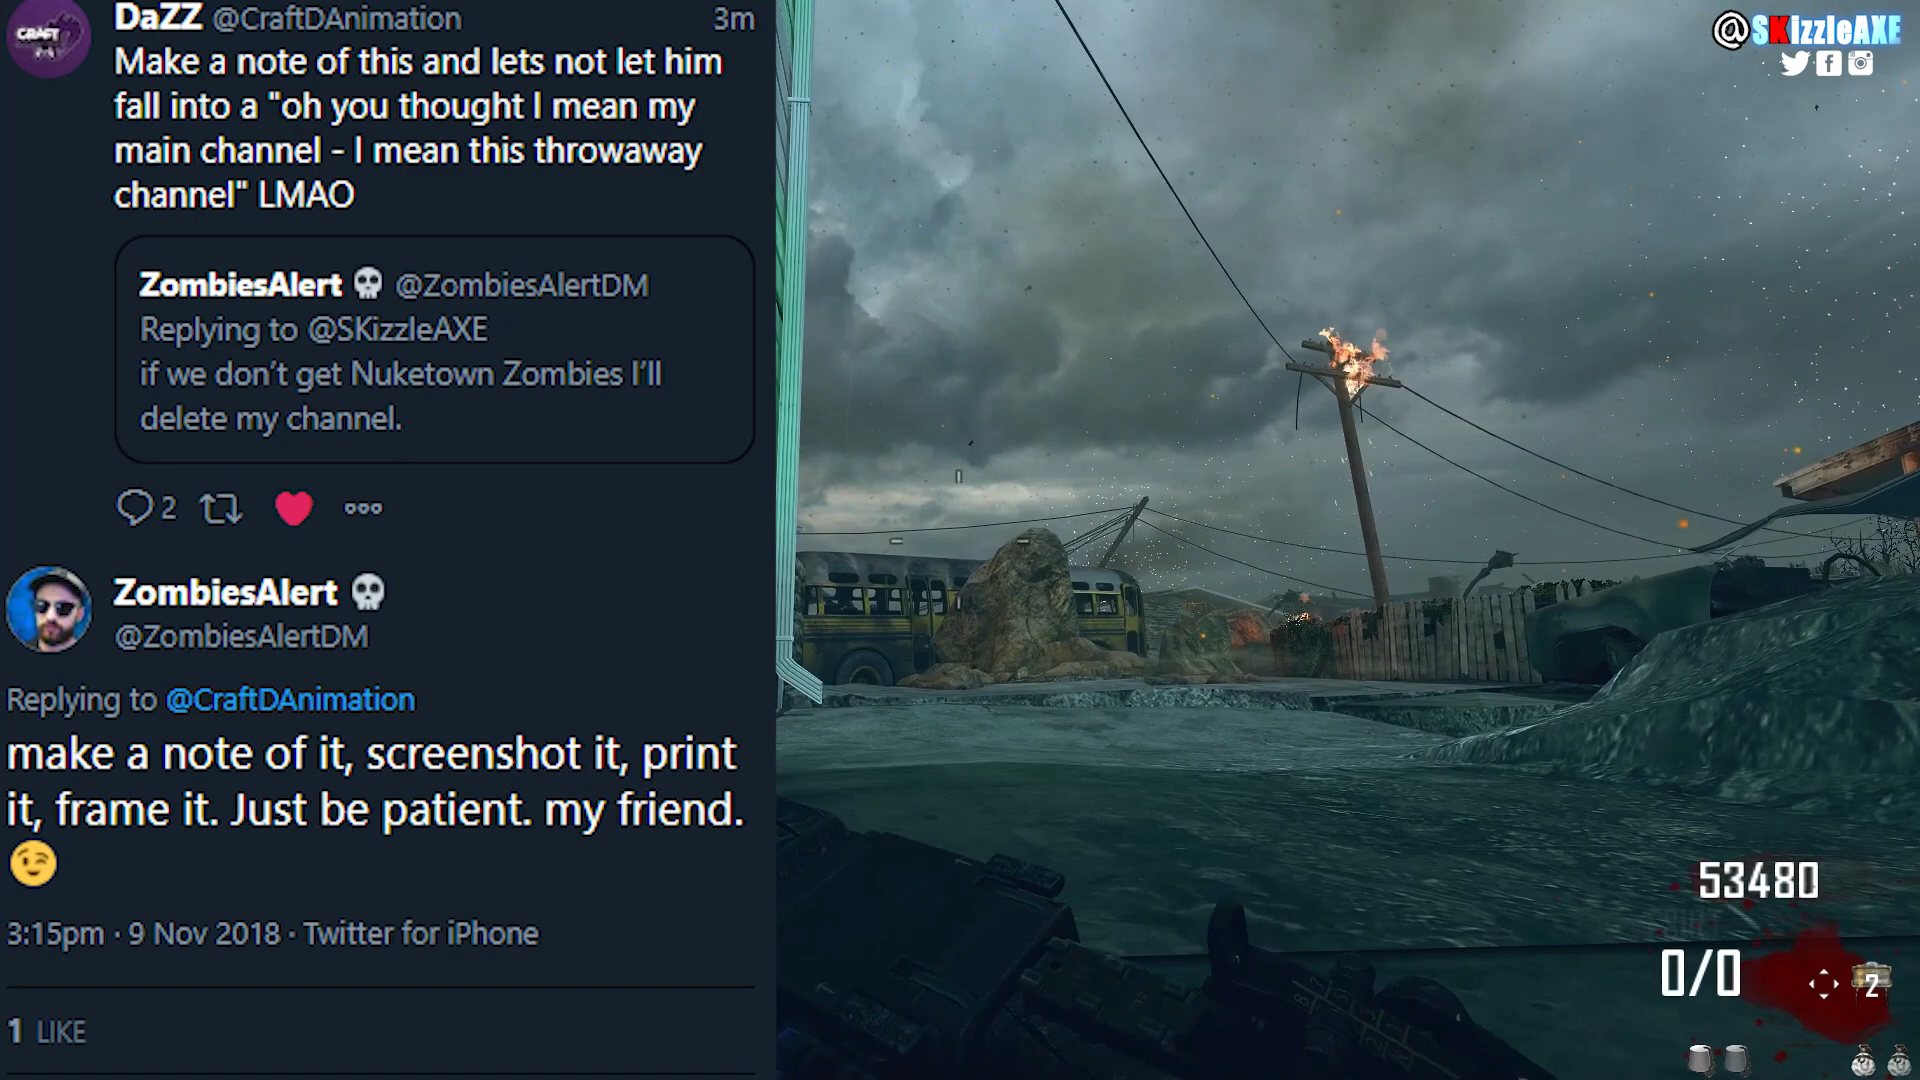 DaZZ @CraftDAnimation 3m
Make a note of this and lets not let him
fall into a "oh you thought I mean my
main channel - I mean this throwaway
channel" LMAO
ZombiesAlert 💀 @ZombiesAlertDM
Replying to @SKizzleAXE
if we don’t get Nuketown Zombies I’ll
delete my channel.
2
ZombiesAlert 💀
@ZombiesAlertDM
Replying to @CraftDAnimation
make a note of it, screenshot it, print
it, frame it. Just be patient. my friend.
😉
3:15pm · 9 Nov 2018 · Twitter for iPhone
1 LIKE
CRAFT
@SKizzleAXE
53480
0/0
2